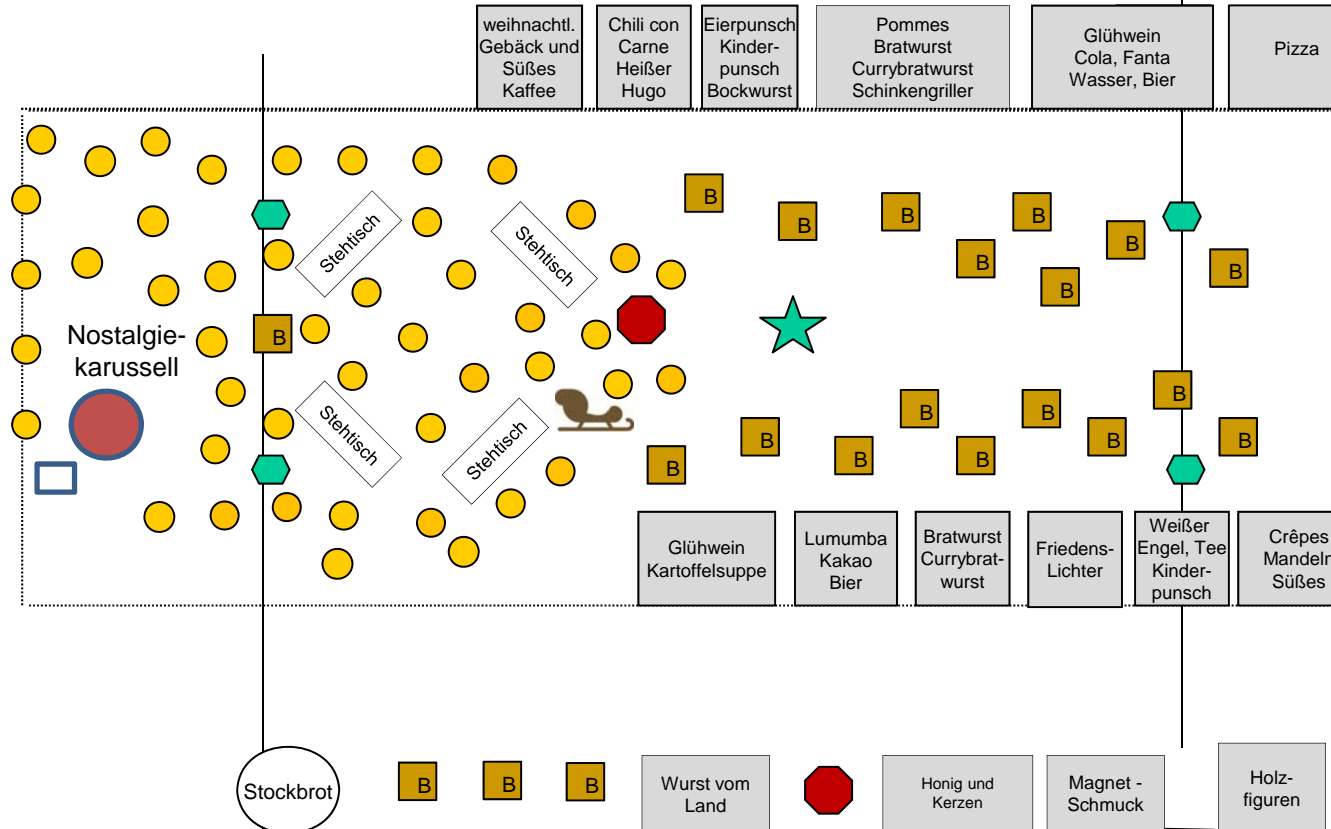 weihnachtl.
Gebäck und
Süßes
Kaffee
Chili con
Carne
Heißer
Hugo
Eierpunsch
Kinder-
punsch
Bockwurst
Pommes
Bratwurst
Currybratwurst
Schinkengriller
Glühwein
Cola, Fanta
Wasser, Bier
Pizza
B
B
B
B
B
B
B
B
Stehtisch
Stehtisch
Nostalgie-
karussell
B
Stehtisch
Stehtisch
B
B
B
B
B
B
B
B
B
Glühwein
Kartoffelsuppe
Lumumba
Kakao
Bier
Bratwurst
Currybrat-
wurst
Friedens-
Lichter
Weißer
Engel, Tee
Kinder-
punsch
Crêpes
Mandeln
Süßes
Stockbrot
B
B
B
Wurst vom
Land
Honig und
Kerzen
Magnet -
Schmuck
Holz-
figuren